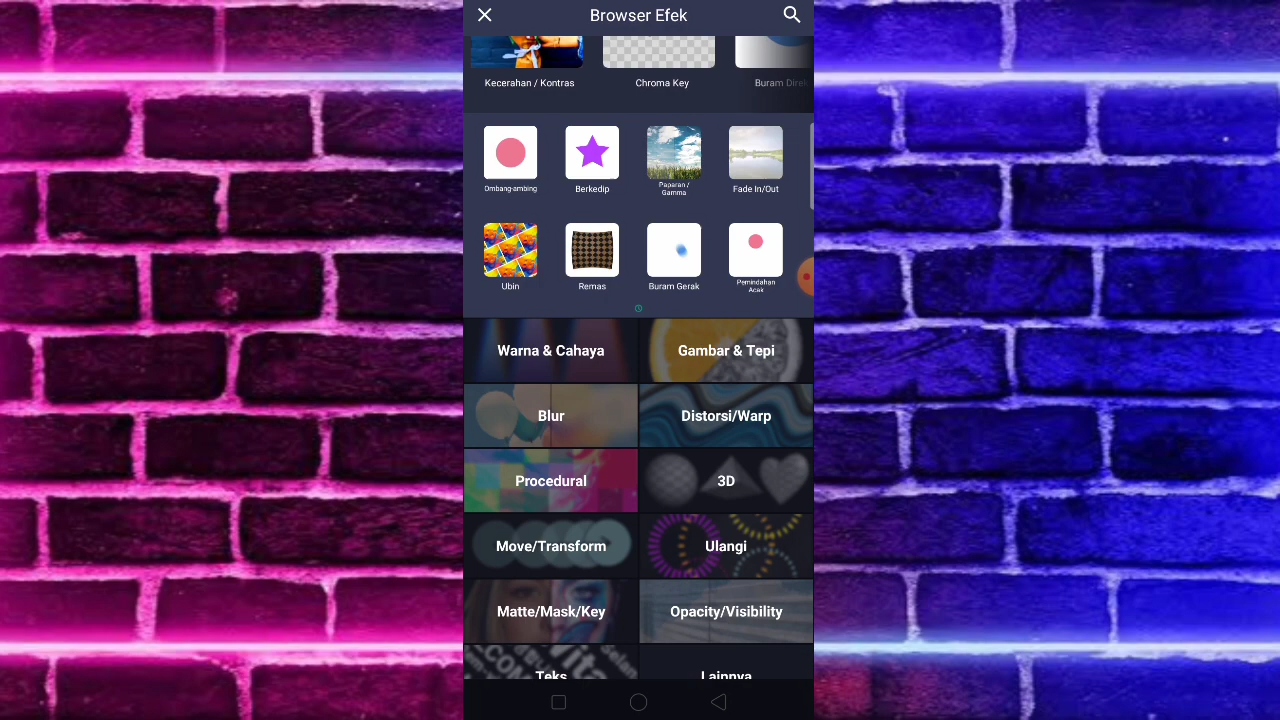 Browser Efek
Kecerahan / Kontras
Chroma Key
Buram Direk
Ombang-ambing
Berkedip
Paparan /
Gamma
Fade In/Out
Ubin
Remas
Buram Gerak
Pemindahan
Acak
Warna & Cahaya
Gambar & Tepi
Blur
Distorsi/Warp
Procedural
3D
Move/Transform
Ulangi
Matte/Mask/Key
Opacity/Visibility
Teks
Lainnya